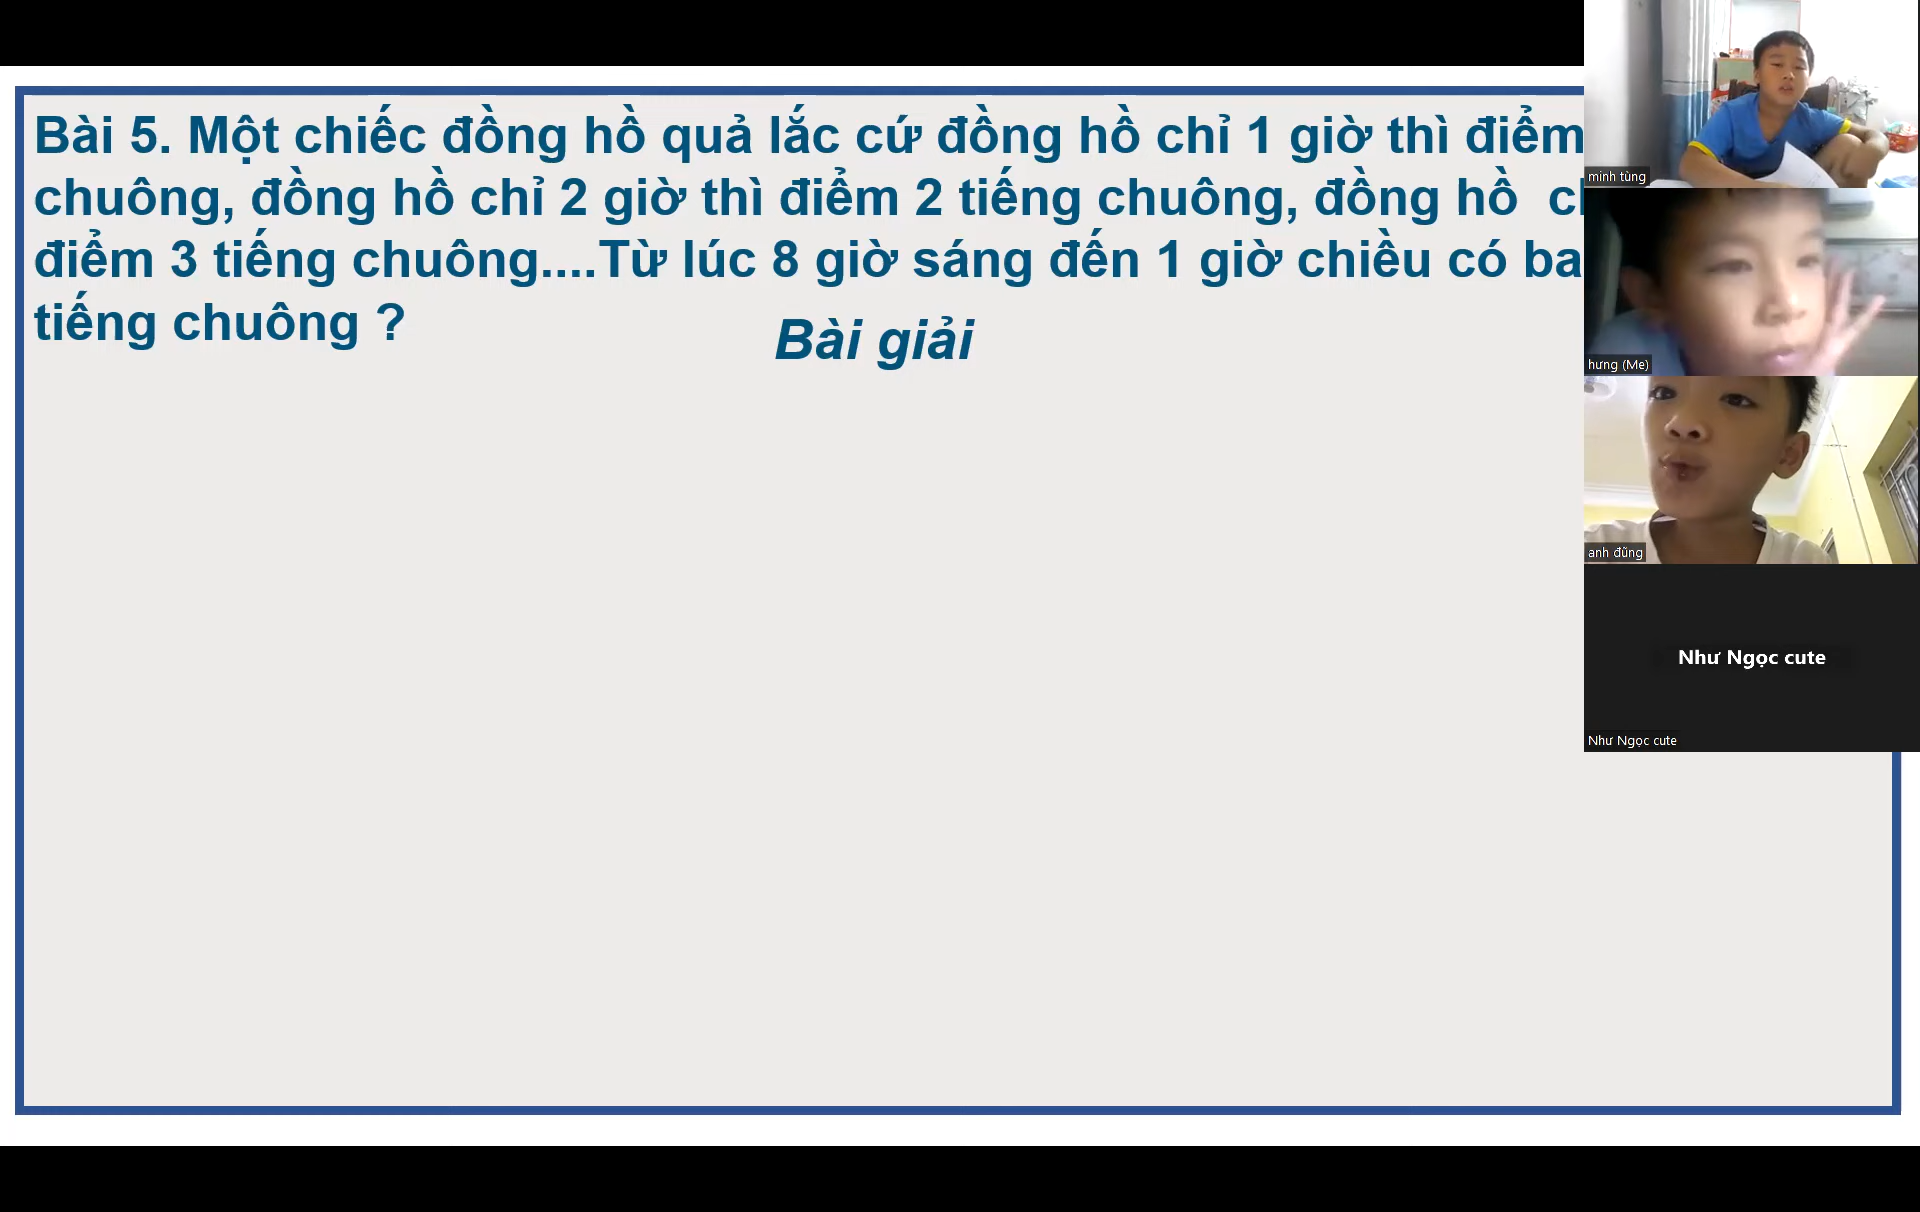 Bài 5. Một chiếc đồng hồ quả lắc cứ đồng hồ chỉ 1 giờ thì điểm
chuông, đồng hồ chỉ 2 giờ thì điểm 2 tiếng chuông, đồng hồ
điểm 3 tiếng chuông....Từ lúc 8 giờ sáng đến 1 giờ chiều có ba
tiếng chuông ?
Bài giải
minh tùng
hưng (Me)
anh đũng
Như Ngọc cute
Như Ngọc cute